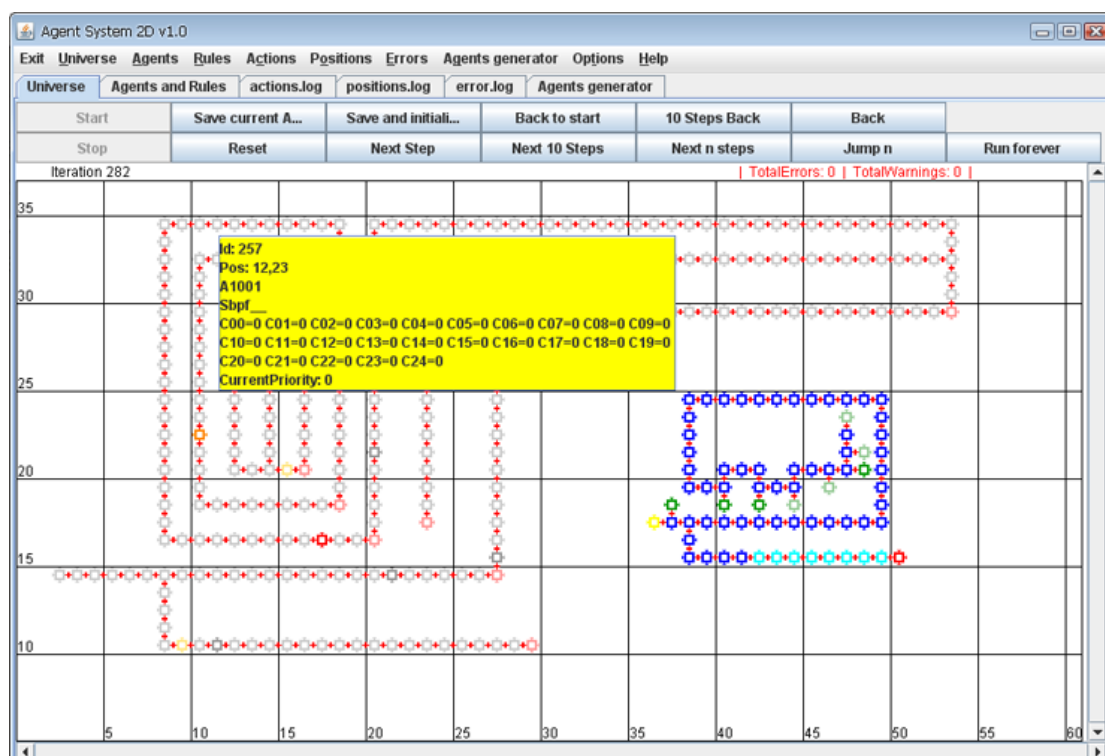 Agent System 2D v1.0
Exit Universe Agents Rules Actions Positions Errors Agents generator Options Help
Universe Agents and Rules actions.log positions.log error.log Agents generator
Start Save current A... Save and initiali... Back to start 10 Steps Back Back
Stop Reset Next Step Next 10 Steps Next n steps Jump n Run forever
Iteration 282 | TotalErrors: 0 | TotalWarnings: 0 |
35
Id: 257
Pos: 12,23
A1001
Sbpf__
30
C00=0 C01=0 C02=0 C03=0 C04=0 C05=0 C06=0 C07=0 C08=0 C09=0
C10=0 C11=0 C12=0 C13=0 C14=0 C15=0 C16=0 C17=0 C18=0 C19=0
C20=0 C21=0 C22=0 C23=0 C24=0
CurrentPriority: 0
25
20
15
10
5 10 15 20 25 30 35 40 45 50 55 60